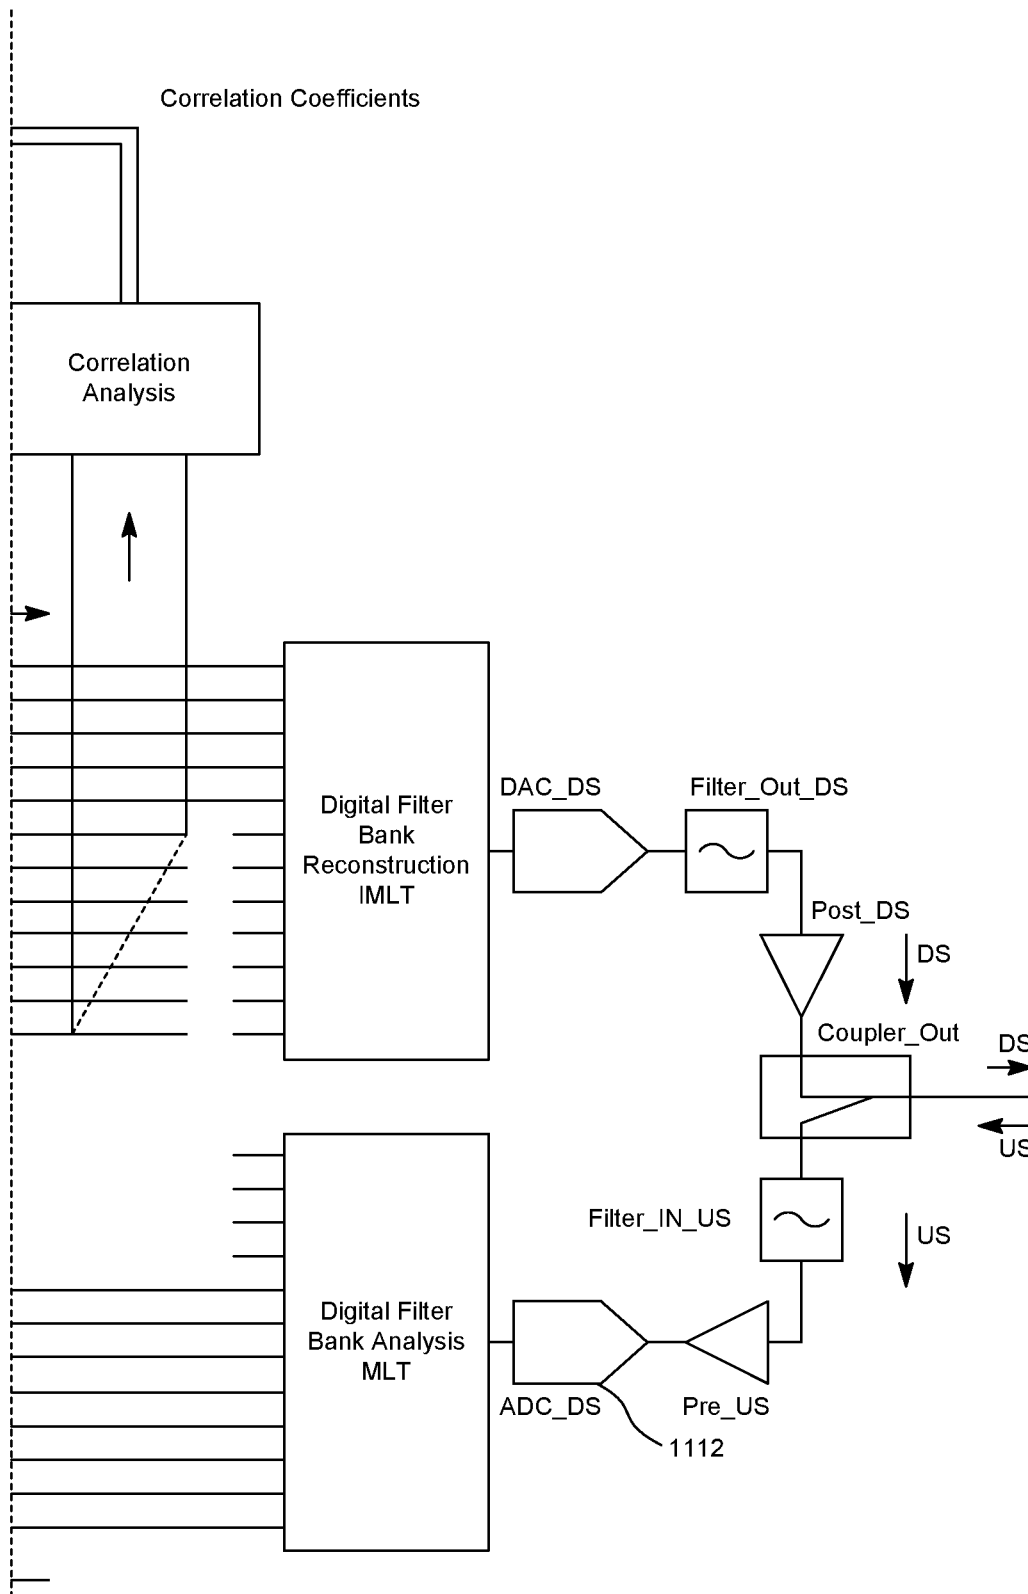 Correlation Coefficients
Correlation
Analysis
Digital Filter
Bank
Reconstruction
IMLT
DAC_DS
Filter_Out_DS
Post_DS
DS
Coupler_Out
DS
US
Filter_IN_US
US
Digital Filter
Bank Analysis
MLT
ADC_DS
Pre_US
1112